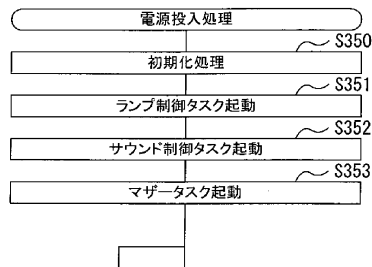 電源投入処理
S350
初期化処理
S351
ランプ制御タスク起動
S352
サウンド制御タスク起動
S353
マザータスク起動